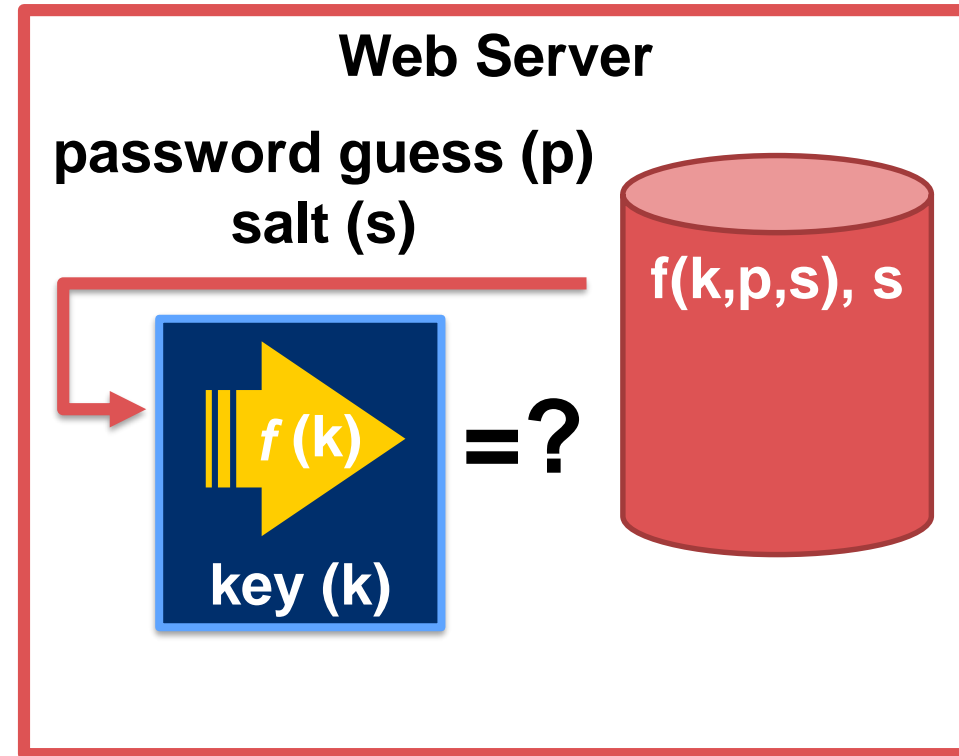 Web Server
password guess (p)
salt (s)
f(k,p,s), s
f (k)
=?
key (k)